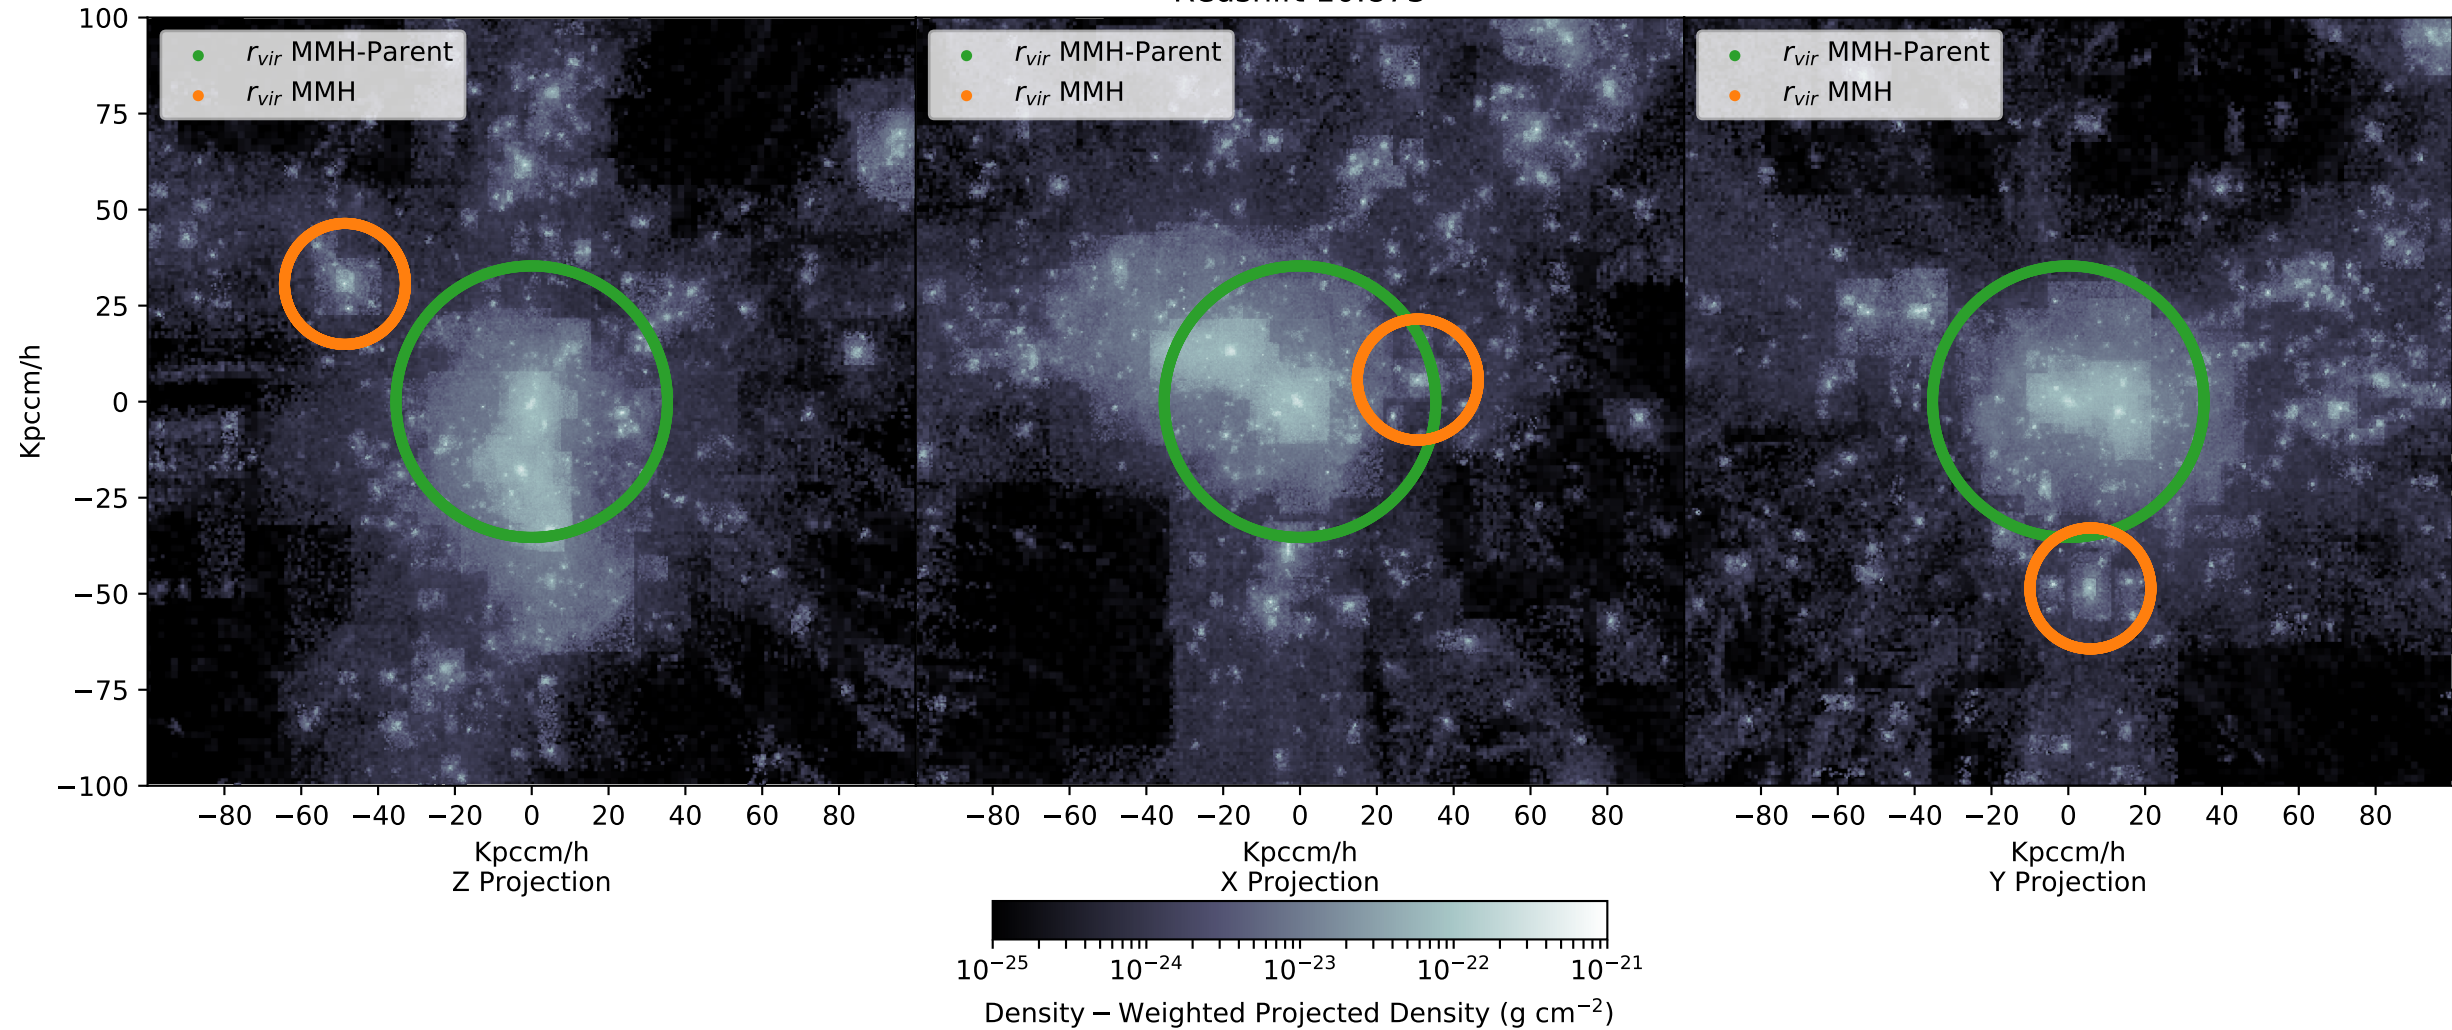 r_vir MMH-Parent
r_vir MMH
r_vir MMH-Parent
r_vir MMH
r_vir MMH-Parent
r_vir MMH
100
75
50
25
0
−25
−50
−75
−100
Kpccm/h
−80 −60 −40 −20 0 20 40 60 80
−80 −60 −40 −20 0 20 40 60 80
−80 −60 −40 −20 0 20 40 60 80
Kpccm/h
Z Projection
Kpccm/h
X Projection
Kpccm/h
Y Projection
10⁻²⁵ 10⁻²⁴ 10⁻²³ 10⁻²² 10⁻²¹
Density − Weighted Projected Density (g cm⁻²)